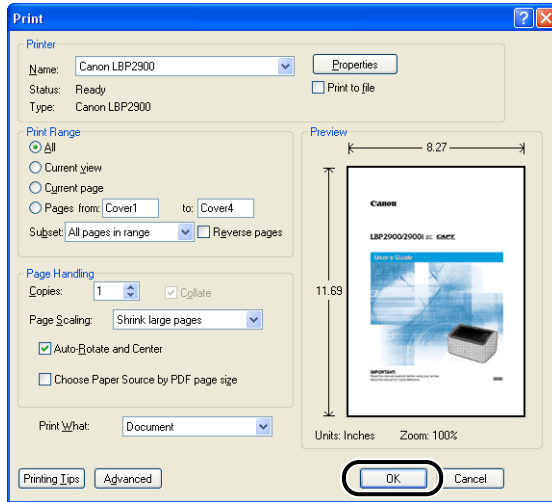 Print
Printer
Name: Canon LBP2900 Properties
Status: Ready Print to file
Type: Canon LBP2900
Print Range
All
Current view
Current page
Pages from: Cover1 to: Cover4
Subset: All pages in range Reverse pages
Page Handling
Copies: 1 Collate
Page Scaling: Shrink large pages
Auto-Rotate and Center
Choose Paper Source by PDF page size
Print What: Document
Preview
8.27
11.69
Canon
LBP2900/2900i CAPT
User's Guide
IMPORTANT:
Units: Inches Zoom: 100%
Printing Tips Advanced OK Cancel